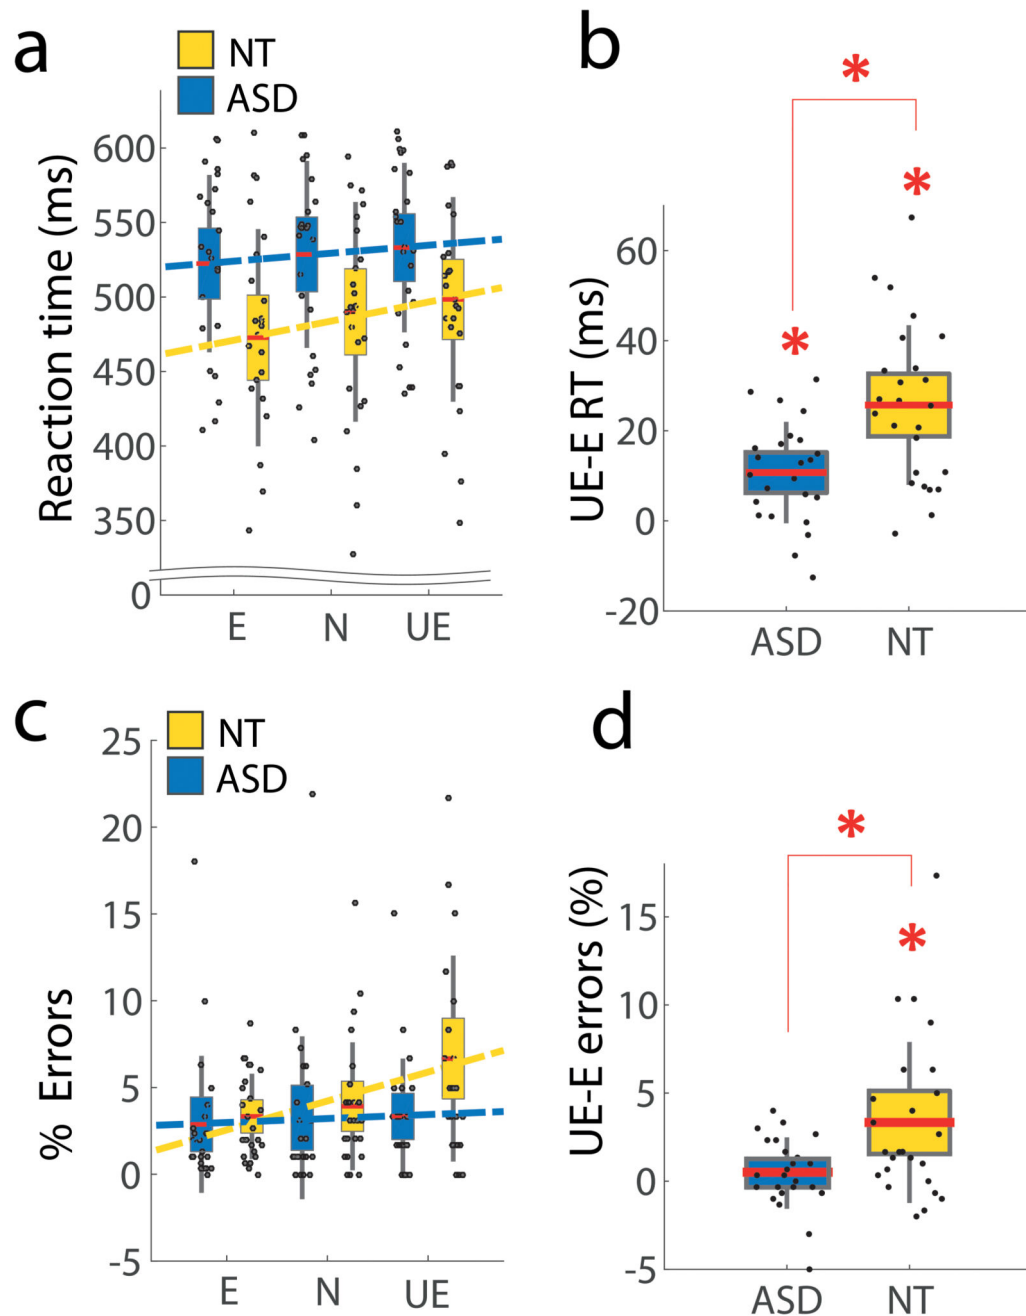 a
NT
ASD
Reaction time (ms)
600
550
500
450
400
350
0
E N UE
b
*
*
*
UE-E RT (ms)
60
40
20
0
-20
ASD NT
c
NT
ASD
% Errors
25
20
15
10
5
0
-5
E N UE
d
*
*
UE-E errors (%)
15
10
5
0
-5
ASD NT